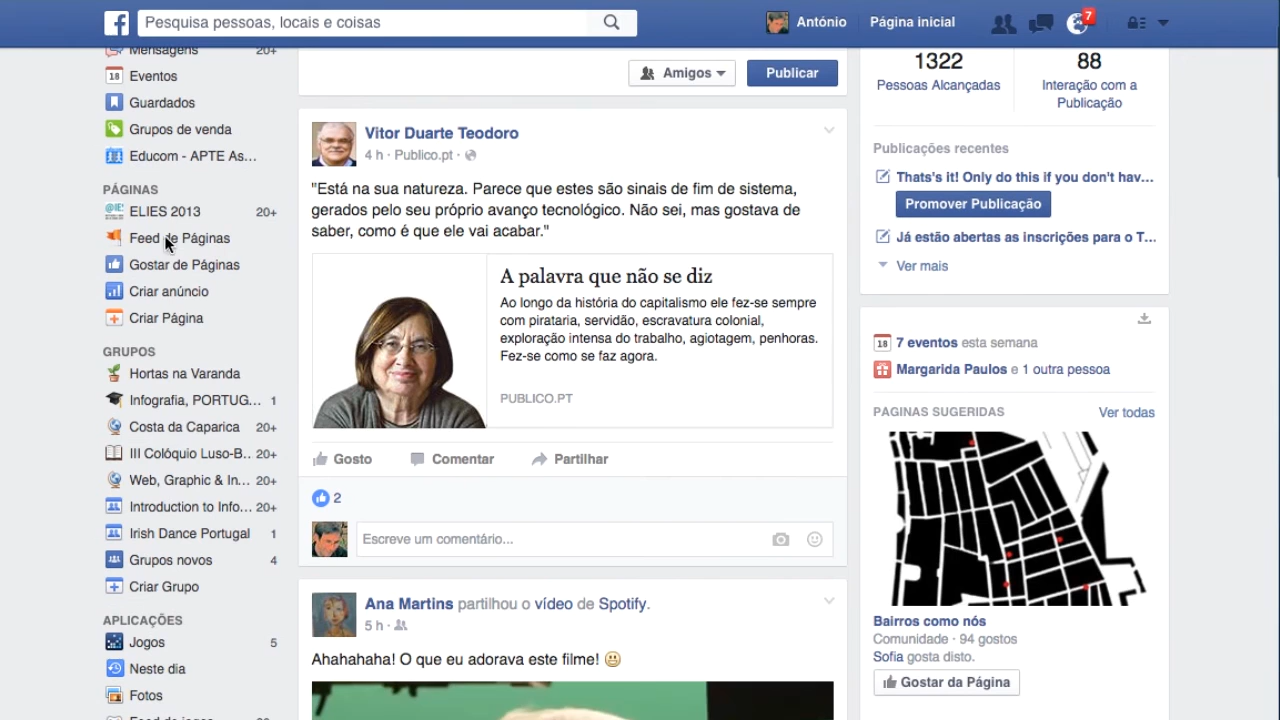 Pesquisa pessoas, locais e coisas
António
Página inicial
7
Mensagens 20+
18 Eventos
Guardados
Grupos de venda
Educom - APTE As...
PÁGINAS
ELIES 2013 20+
Feed de Páginas
Gostar de Páginas
Criar anúncio
Criar Página
GRUPOS
Hortas na Varanda
Infografia, PORTUG... 1
Costa da Caparica 20+
III Colóquio Luso-B... 20+
Web, Graphic & In... 20+
Introduction to Info... 20+
Irish Dance Portugal 1
Grupos novos 4
Criar Grupo
APLICAÇÕES
Jogos 5
Neste dia
Fotos
Amigos
Publicar
Vitor Duarte Teodoro
4 h · Publico.pt ·
"Está na sua natureza. Parece que estes são sinais de fim de sistema,
gerados pelo seu próprio avanço tecnológico. Não sei, mas gostava de
saber, como é que ele vai acabar."
A palavra que não se diz
Ao longo da história do capitalismo ele fez-se sempre
com pirataria, servidão, escravatura colonial,
exploração intensa do trabalho, agiotagem, penhoras.
Fez-se como se faz agora.
PUBLICO.PT
Gosto
Comentar
Partilhar
2
Escreve um comentário...
Ana Martins partilhou o vídeo de Spotify.
5 h ·
Ahahahaha! O que eu adorava este filme! 😃
1322
Pessoas Alcançadas
88
Interação com a
Publicação
Publicações recentes
Thats's it! Only do this if you don't hav...
Promover Publicação
Já estão abertas as inscrições para o T...
Ver mais
18 7 eventos esta semana
Margarida Paulos e 1 outra pessoa
PÁGINAS SUGERIDAS
Ver todas
Bairros como nós
Comunidade · 94 gostos
Sofia gosta disto.
Gostar da Página